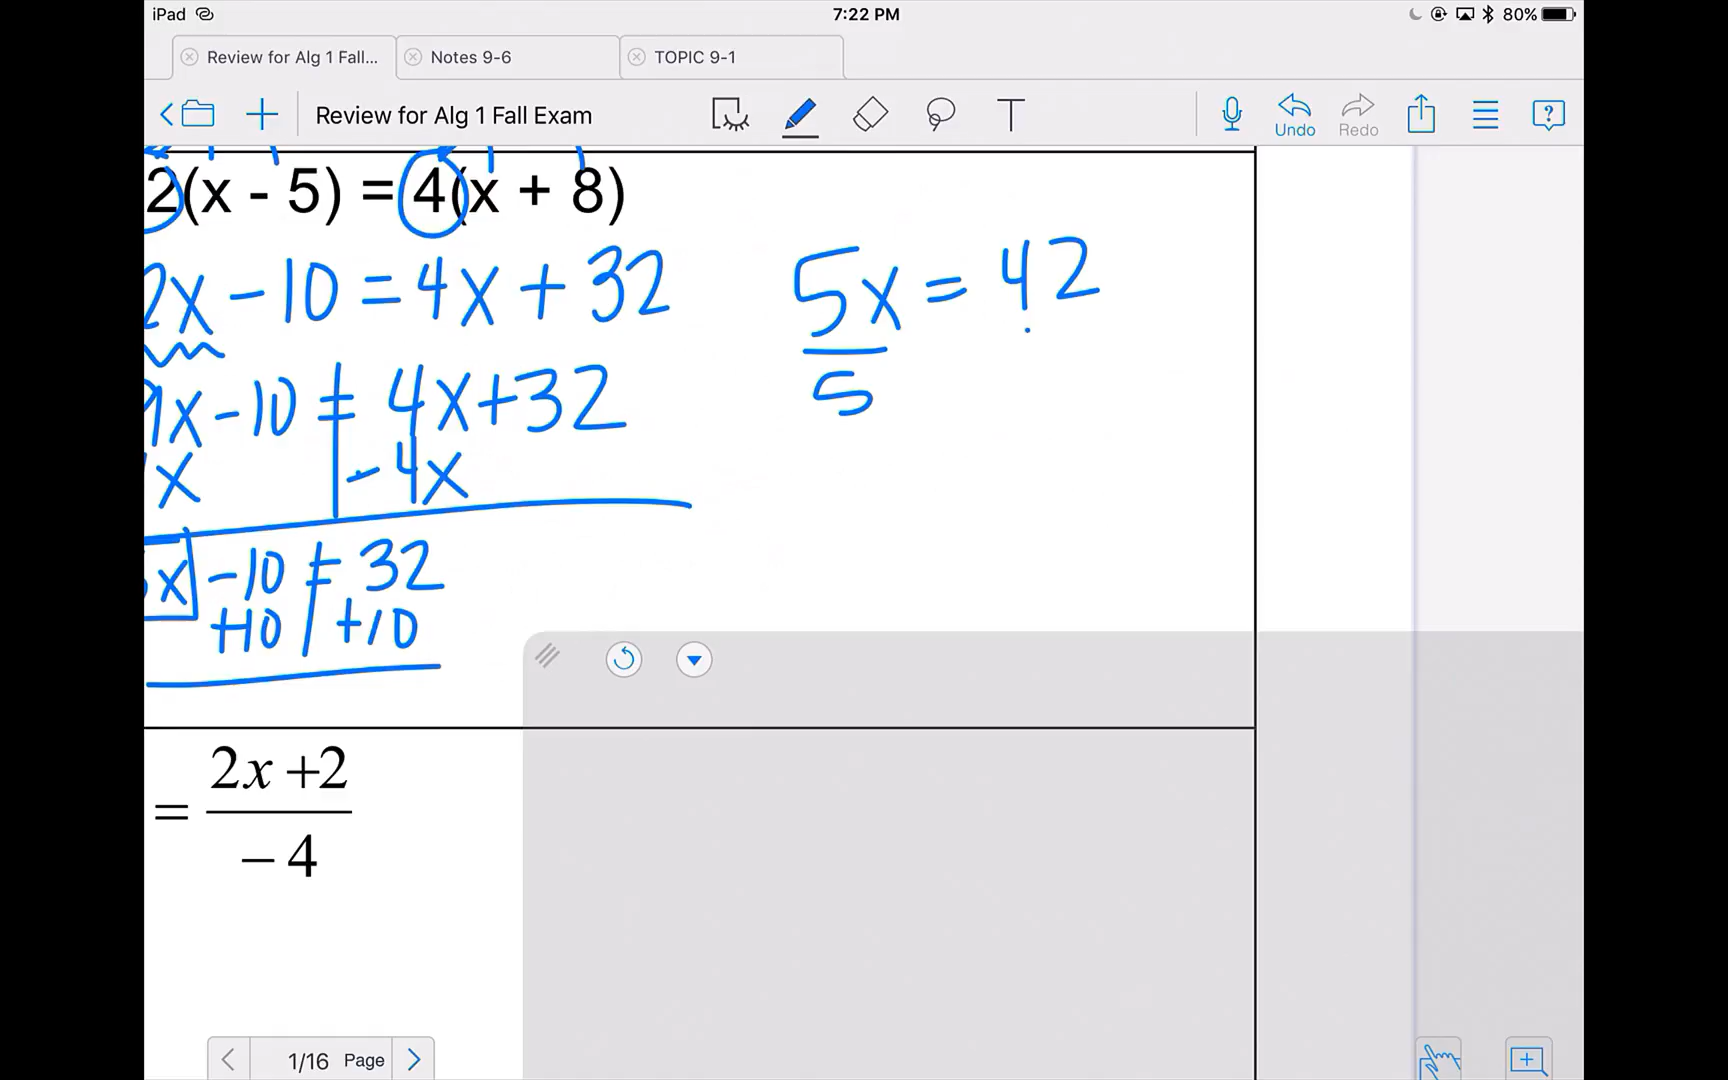 iPad 7:22 PM 80%
Review for Alg 1 Fall... Notes 9-6 TOPIC 9-1
Review for Alg 1 Fall Exam T Undo Redo ?
2(x - 5) = 4(x + 8)
2x - 10 = 4x + 32
5x = 42
5
9x - 10 = 4x + 32
x - 4x
5x - 10 = 32
+10 +10
= 2x + 2
- 4
1/16 Page